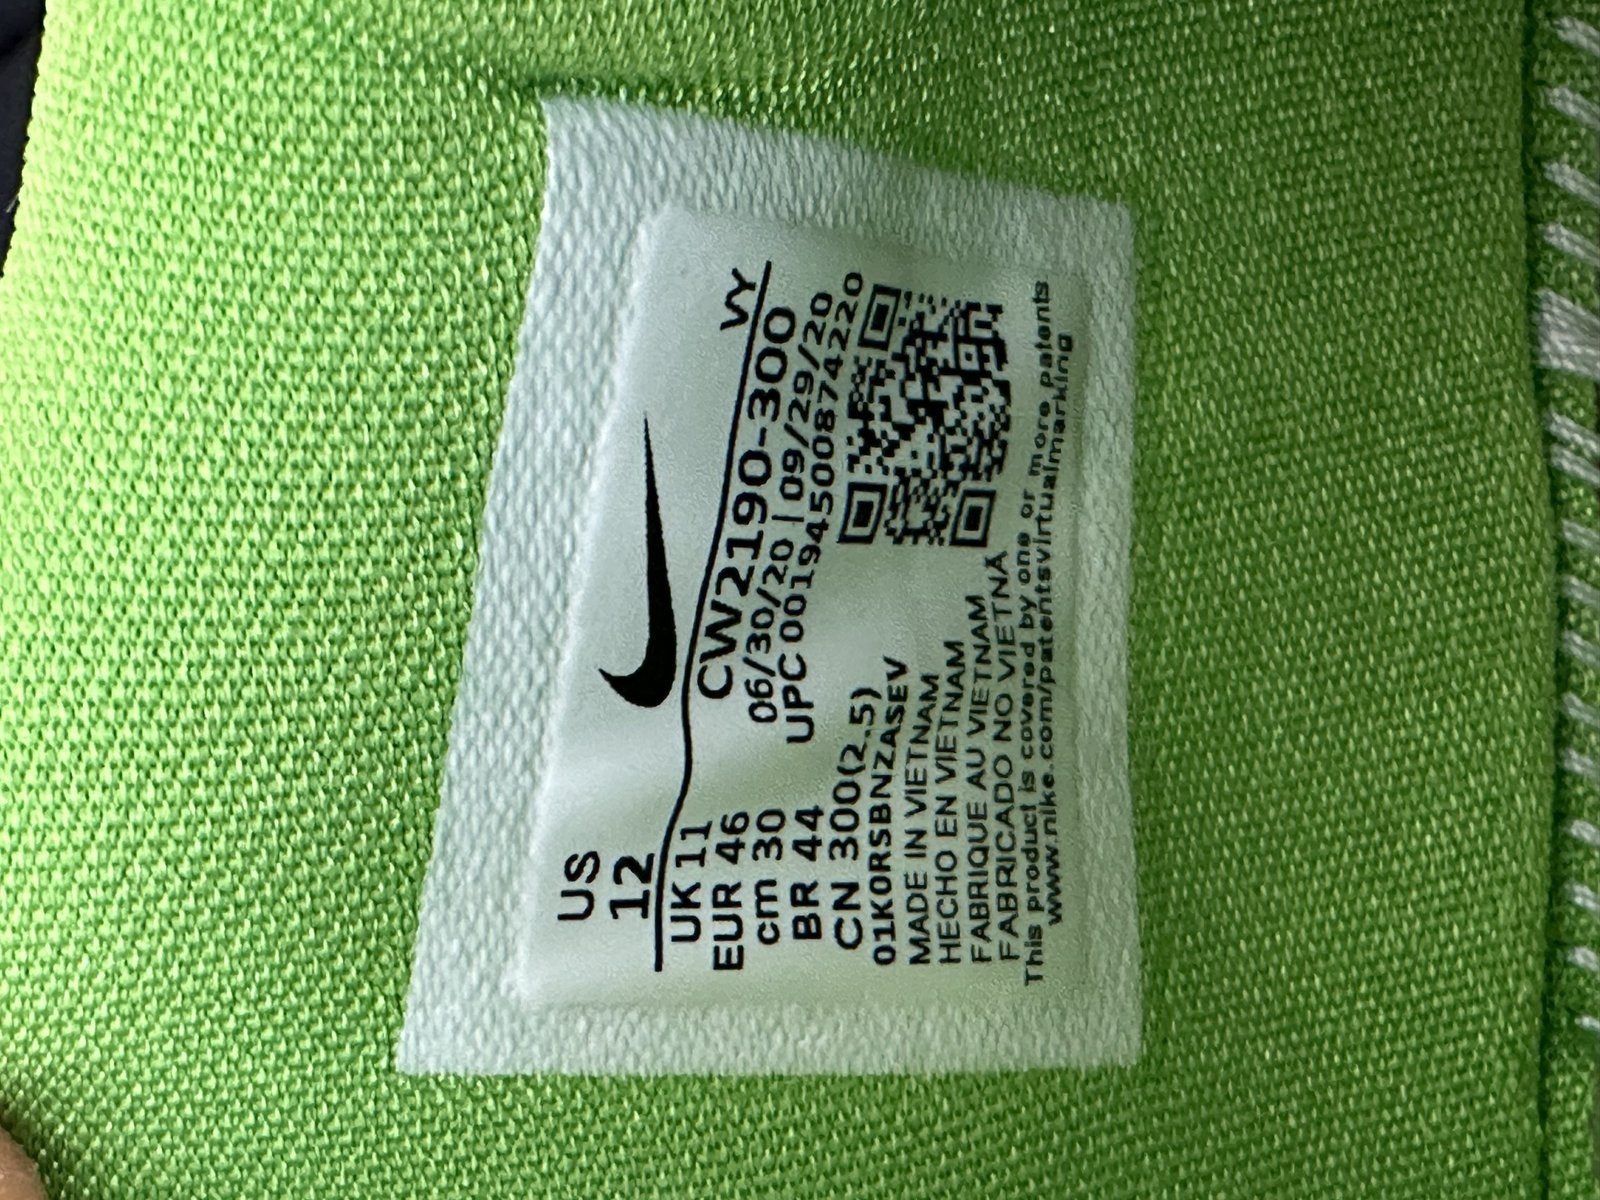 US
12
VY
UK 11
EUR 46
cm 30
BR 44
CN 300(2.5)
CW2190-300
06/30/20 | 09/29/20
UPC 00194500874220
01K0RSBNZASEV
MADE IN VIETNAM
HECHO EN VIETNAM
FABRIQUE AU VIETNAM
FABRICADO NO VIETNÃ
This product is covered by one or more patents
www.nike.com/patentsvirtualmarking